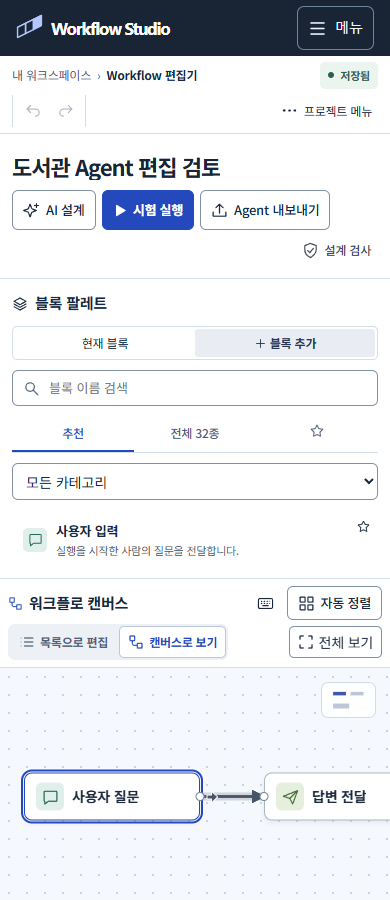 Workflow Studio
메뉴
내 워크스페이스 › Workflow 편집기
저장됨
프로젝트 메뉴
도서관 Agent 편집 검토
AI 설계
시험 실행
Agent 내보내기
설계 검사
블록 팔레트
현재 블록
블록 추가
블록 이름 검색
추천
전체 32종
모든 카테고리
사용자 입력
실행을 시작한 사람의 질문을 전달합니다.
워크플로 캔버스
자동 정렬
목록으로 편집
캔버스로 보기
전체 보기
사용자 질문
답변 전달